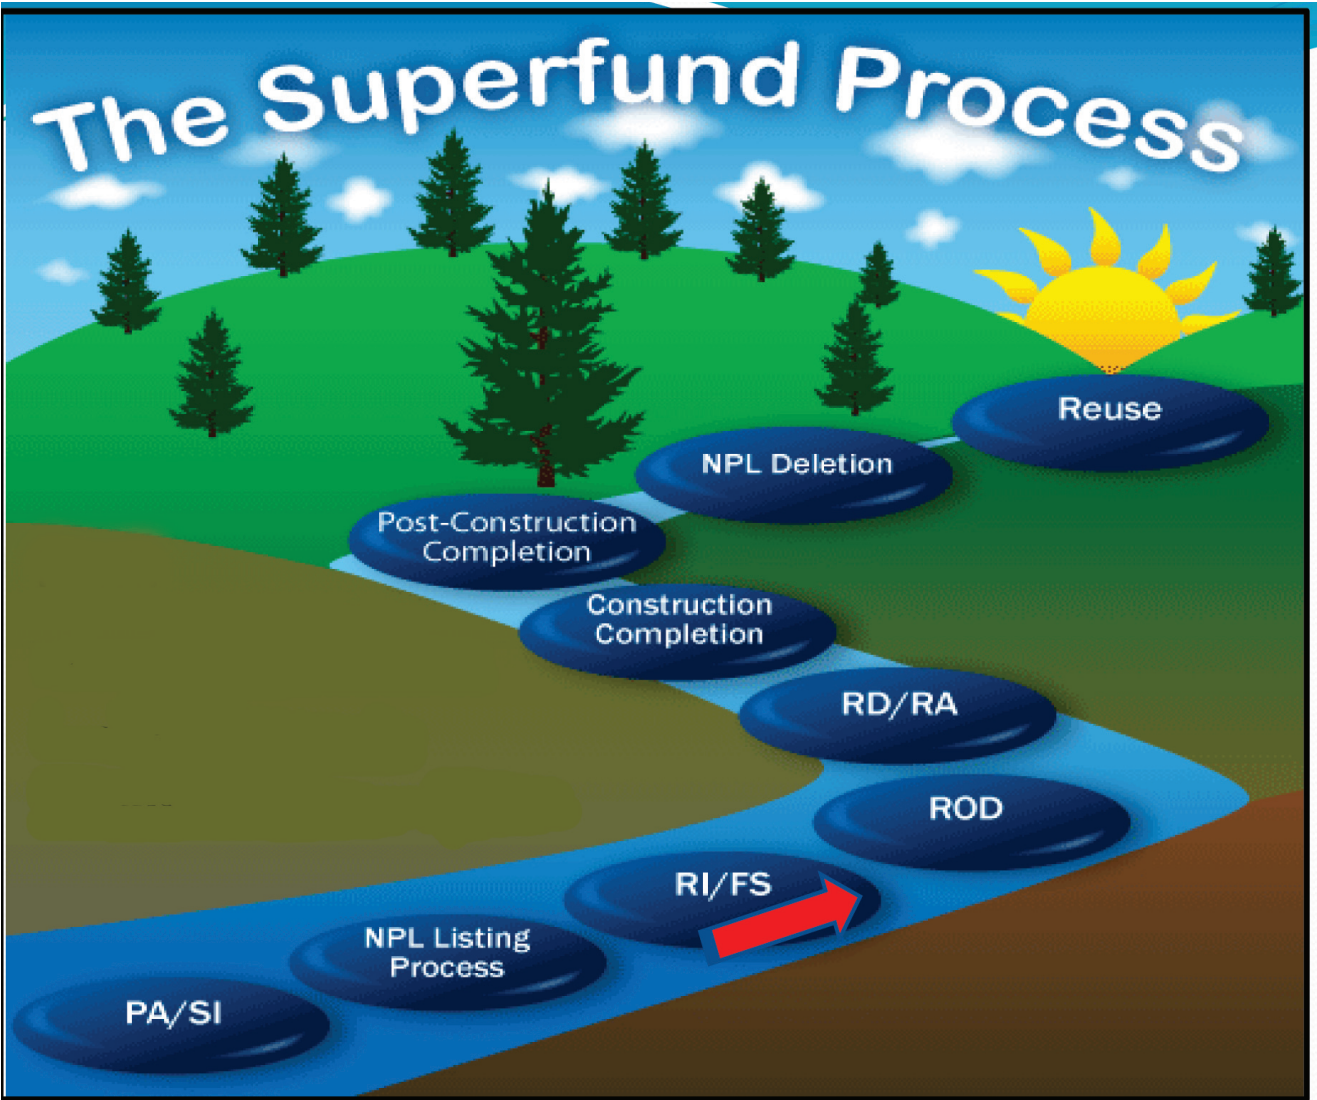 The Superfund Process
Reuse
NPL Deletion
Post-Construction
Completion
Construction
Completion
RD/RA
ROD
RI/FS
NPL Listing
Process
PA/SI